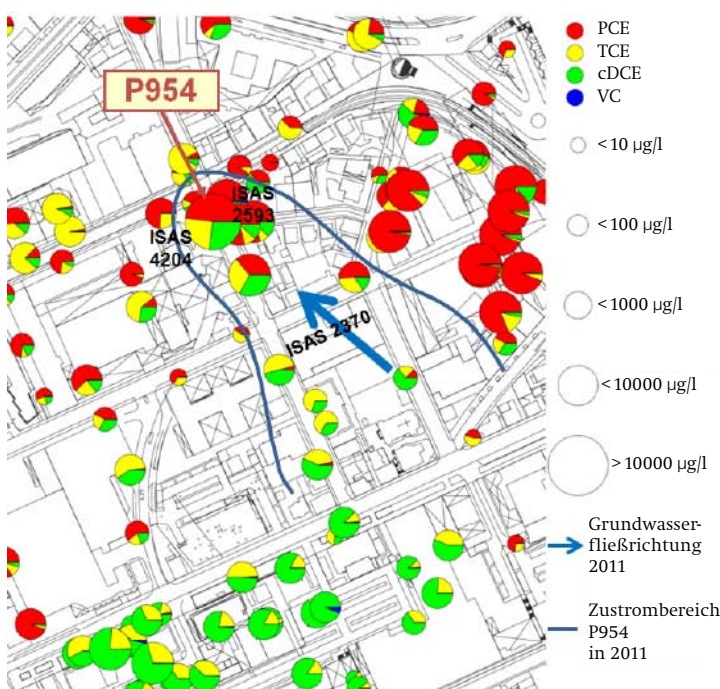 P954
ISAS
2593
ISAS
4204
ISAS 2370
PCE
TCE
cDCE
VC
< 10 µg/l
< 100 µg/l
< 1000 µg/l
< 10000 µg/l
> 10000 µg/l
Grundwasser-
fließrichtung
2011
Zustrombereich
P954
in 2011